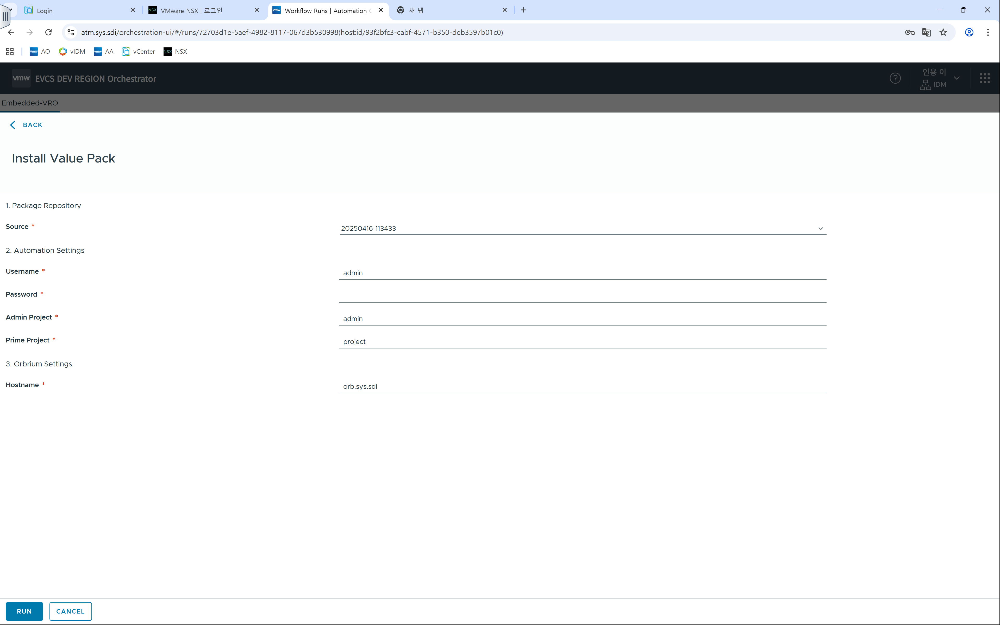 Login
VMware NSX | 로그인
Workflow Runs | Automation
새 탭
atm.sys.sdi/orchestration-ui/#/runs/72703d1e-5aef-4982-8117-067d3b530998(host:id/93f2bfc3-cabf-4571-b350-deb3597b01c0)
AO
vIDM
AA
vCenter
NSX
vmw EVCS DEV REGION Orchestrator
인용 이
IDM
Embedded-VRO
BACK
Install Value Pack
1. Package Repository
Source *
20250416-113433
2. Automation Settings
Username *
admin
Password *
Admin Project *
admin
Prime Project *
project
3. Orbrium Settings
Hostname *
orb.sys.sdi
RUN
CANCEL